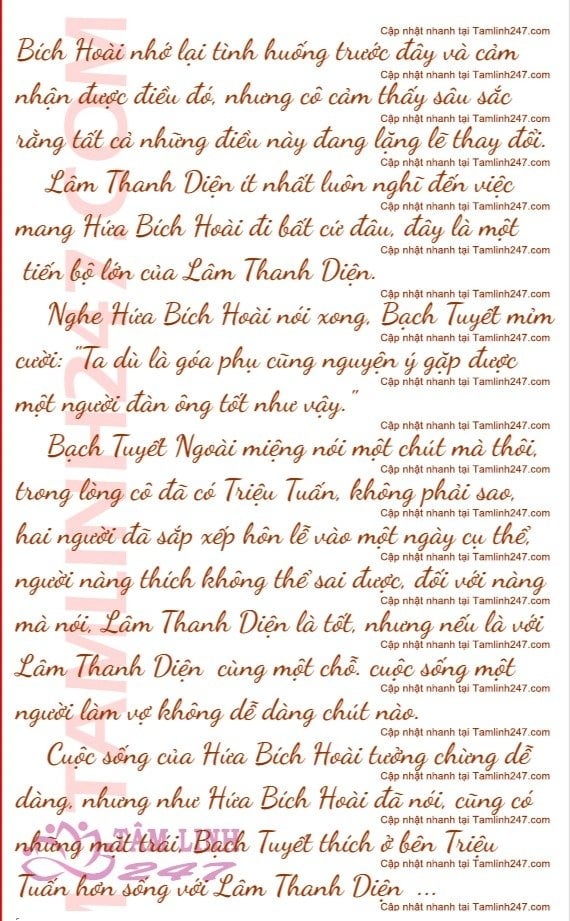 Cập nhật nhanh tại Tamlinh247.com
Bích Hoài nhớ lại tình huống trước đây và cảm
Cập nhật nhanh tại Tamlinh247.com
nhận được điều đó, nhưng cô cảm thấy sâu sắc
Cập nhật nhanh tại Tamlinh247.com
rằng tất cả những điều này đang lặng lẽ thay đổi.
Cập nhật nhanh tại Tamlinh247.com
Lâm Thanh Diện ít nhất luôn nghĩ đến việc
Cập nhật nhanh tại Tamlinh247.com
mang Hứa Bích Hoài đi bất cứ đâu, đây là một
Cập nhật nhanh tại Tamlinh247.com
tiến bộ lớn của Lâm Thanh Diện.
Cập nhật nhanh tại Tamlinh247.com
Nghe Hứa Bích Hoài nói xong, Bạch Tuyết mỉm
Cập nhật nhanh tại Tamlinh247.com
cười: "Ta dù là góa phụ cũng nguyện ý gặp được
Cập nhật nhanh tại Tamlinh247.com
một người đàn ông tốt như vậy."
Cập nhật nhanh tại Tamlinh247.com
Bạch Tuyết Ngoài miệng nói một chút mà thôi,
Cập nhật nhanh tại Tamlinh247.com
trong lòng cô đã có Triệu Tuấn, không phải sao,
Cập nhật nhanh tại Tamlinh247.com
hai người đã sắp xếp hôn lễ vào một ngày cụ thể,
Cập nhật nhanh tại Tamlinh247.com
người nàng thích không thể sai được, đối với nàng
Cập nhật nhanh tại Tamlinh247.com
mà nói, Lâm Thanh Diện là tốt, nhưng nếu là với
Cập nhật nhanh tại Tamlinh247.com
Lâm Thanh Diện cùng một chỗ. cuộc sống một
Cập nhật nhanh tại Tamlinh247.com
người làm vợ không dễ dàng chút nào.
Cập nhật nhanh tại Tamlinh247.com
Cuộc sống của Hứa Bích Hoài tưởng chừng dễ
Cập nhật nhanh tại Tamlinh247.com
dàng, nhưng như Hứa Bích Hoài đã nói, cũng có
Cập nhật nhanh tại Tamlinh247.com
những mặt trái, Bạch Tuyết thích ở bên Triệu
Cập nhật nhanh tại Tamlinh247.com
Tuấn hơn sống với Lâm Thanh Diện ...
Cập nhật nhanh tại Tamlinh247.com
TAMLINH247.COM
TÂM LINH
247